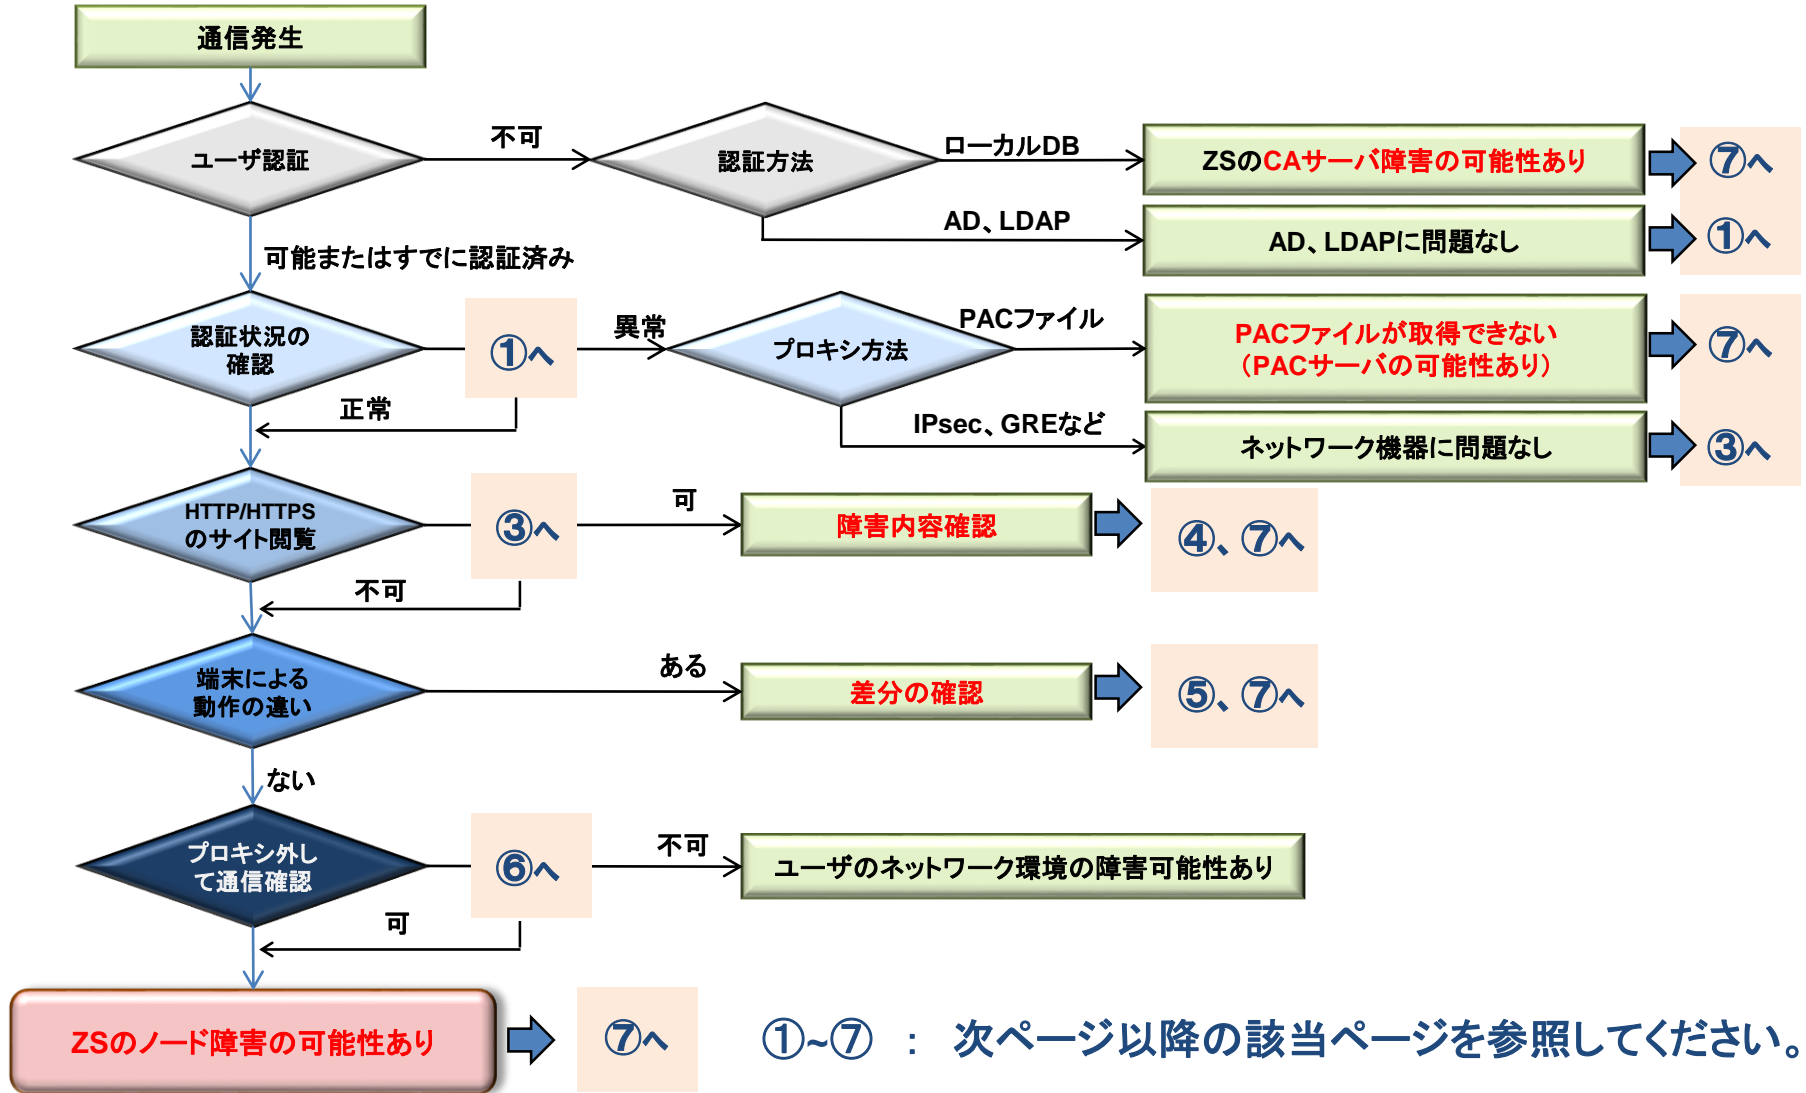 通信発生
ユーザ認証
不可
認証方法
ローカルDB
ZSのCAサーバ障害の可能性あり
⑦へ
AD、LDAP
AD、LDAPに問題なし
①へ
可能またはすでに認証済み
認証状況の
確認
①へ
異常
プロキシ方法
PACファイル
PACファイルが取得できない
（PACサーバの可能性あり）
⑦へ
正常
IPsec、GREなど
ネットワーク機器に問題なし
③へ
HTTP/HTTPS
のサイト閲覧
③へ
可
障害内容確認
④、⑦へ
不可
端末による
動作の違い
ある
差分の確認
⑤、⑦へ
ない
プロキシ外し
て通信確認
⑥へ
不可
ユーザのネットワーク環境の障害可能性あり
可
ZSのノード障害の可能性あり
⑦へ
①~⑦ ： 次ページ以降の該当ページを参照してください。